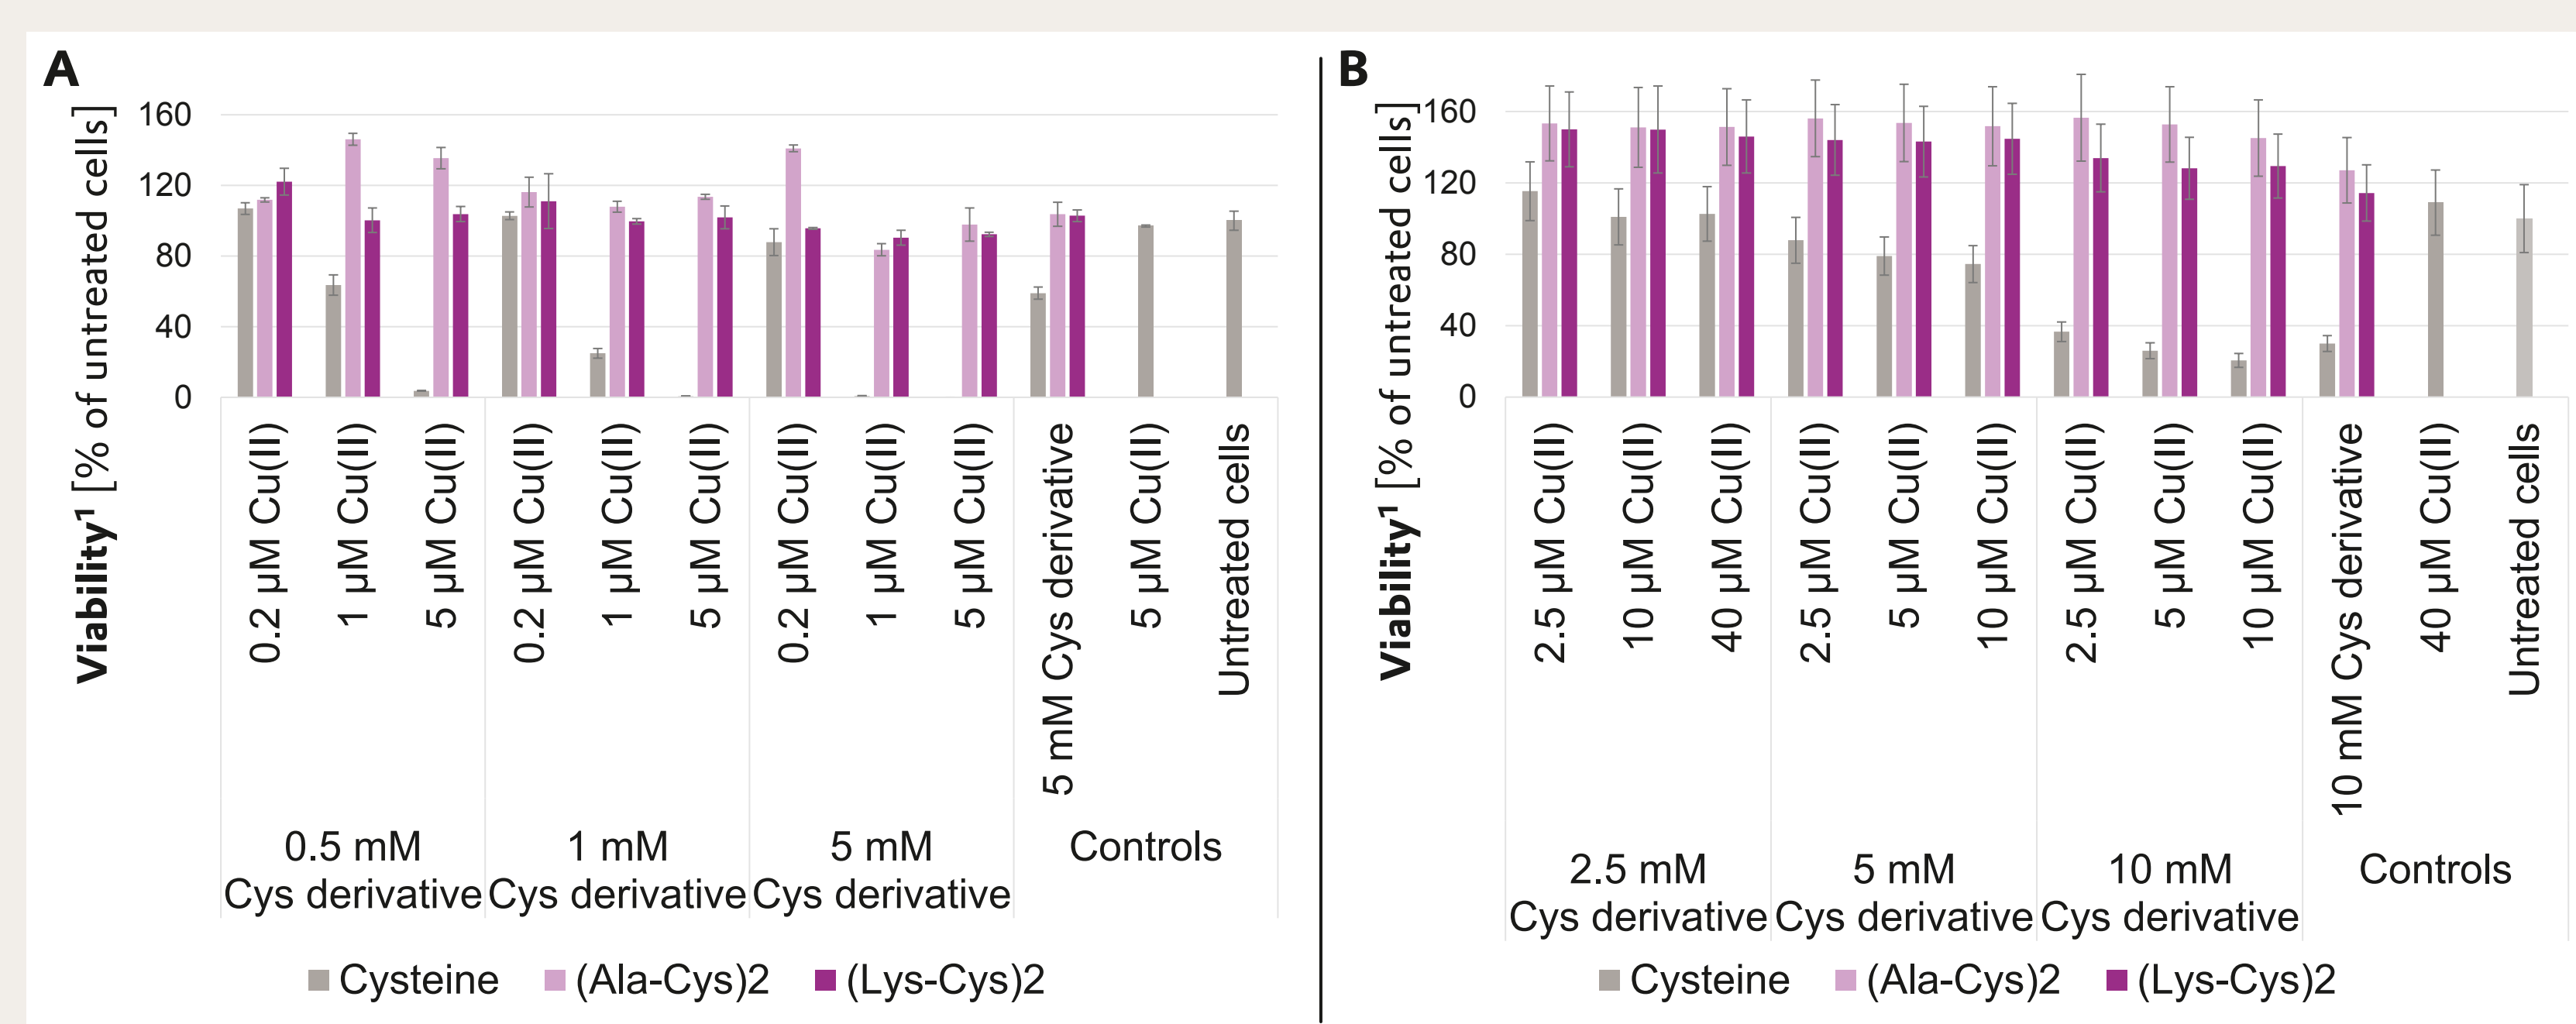 A
Viability¹ [% of untreated cells]
160
120
80
40
0
0.2 µM Cu(II)
1 µM Cu(II)
5 µM Cu(II)
0.2 µM Cu(II)
1 µM Cu(II)
5 µM Cu(II)
0.2 µM Cu(II)
1 µM Cu(II)
5 µM Cu(II)
5 mM Cys derivative
5 µM Cu(II)
Untreated cells
0.5 mM
Cys derivative
1 mM
Cys derivative
5 mM
Cys derivative
Controls
Cysteine
(Ala-Cys)2
(Lys-Cys)2
B
Viability¹ [% of untreated cells]
160
120
80
40
0
2.5 µM Cu(II)
10 µM Cu(II)
40 µM Cu(II)
2.5 µM Cu(II)
5 µM Cu(II)
10 µM Cu(II)
2.5 µM Cu(II)
5 µM Cu(II)
10 µM Cu(II)
10 mM Cys derivative
40 µM Cu(II)
Untreated cells
2.5 mM
Cys derivative
5 mM
Cys derivative
10 mM
Cys derivative
Controls
Cysteine
(Ala-Cys)2
(Lys-Cys)2